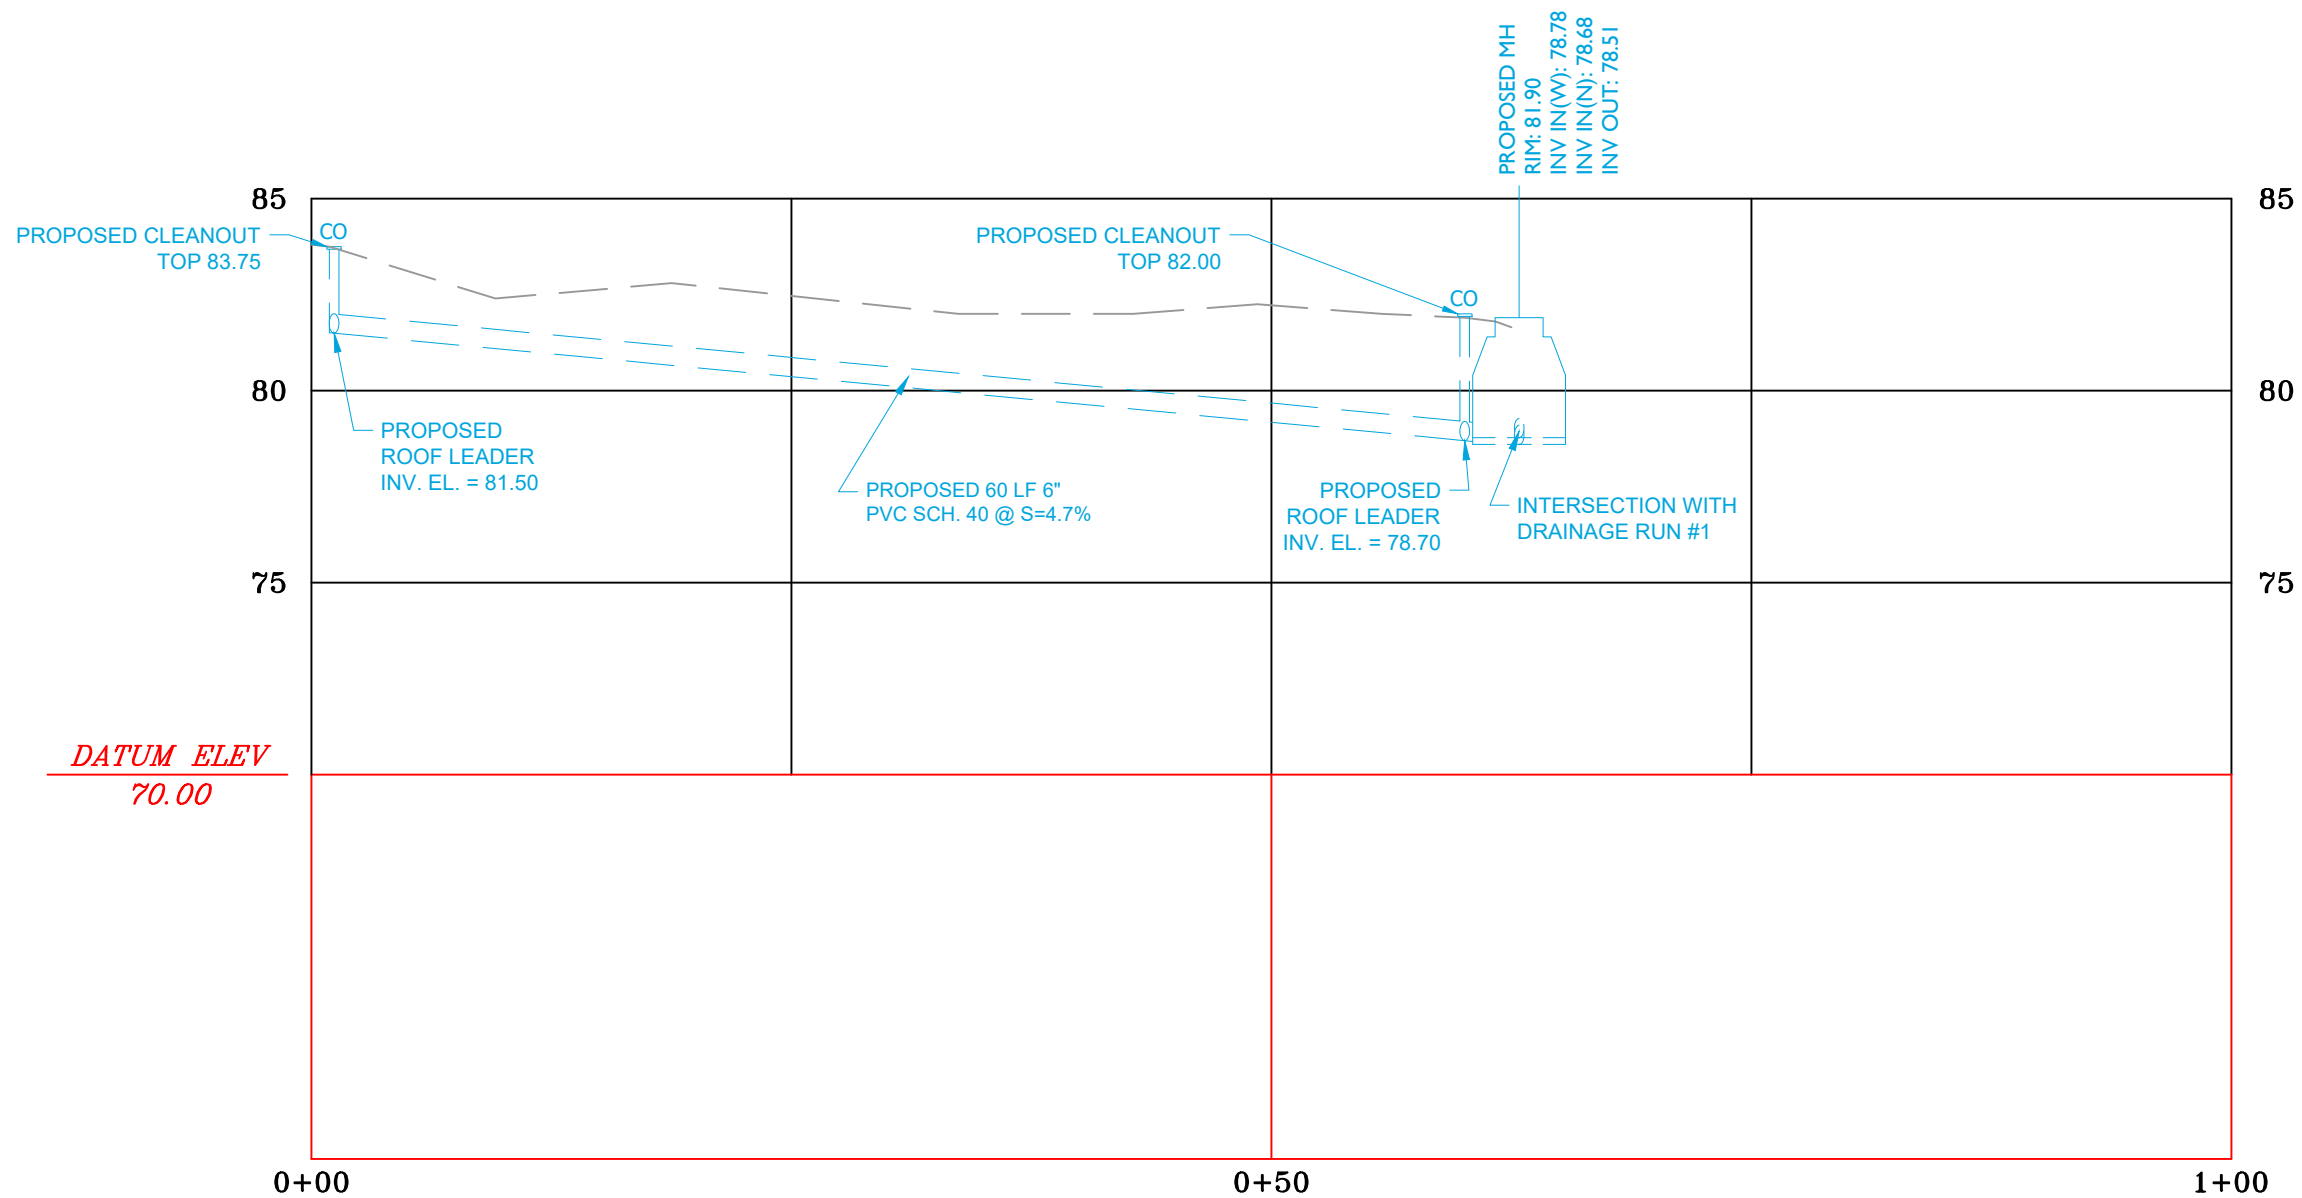 PROPOSED MH
RIM: 81.90
INV IN(W): 78.78
INV IN(N): 78.68
INV OUT: 78.51
85
85
PROPOSED CLEANOUT
TOP 83.75
CO
PROPOSED CLEANOUT
TOP 82.00
CO
80
80
PROPOSED
ROOF LEADER
INV. EL. = 81.50
PROPOSED 60 LF 6"
PVC SCH. 40 @ S=4.7%
PROPOSED
ROOF LEADER
INV. EL. = 78.70
INTERSECTION WITH
DRAINAGE RUN #1
75
75
DATUM ELEV
70.00
0+00
0+50
1+00